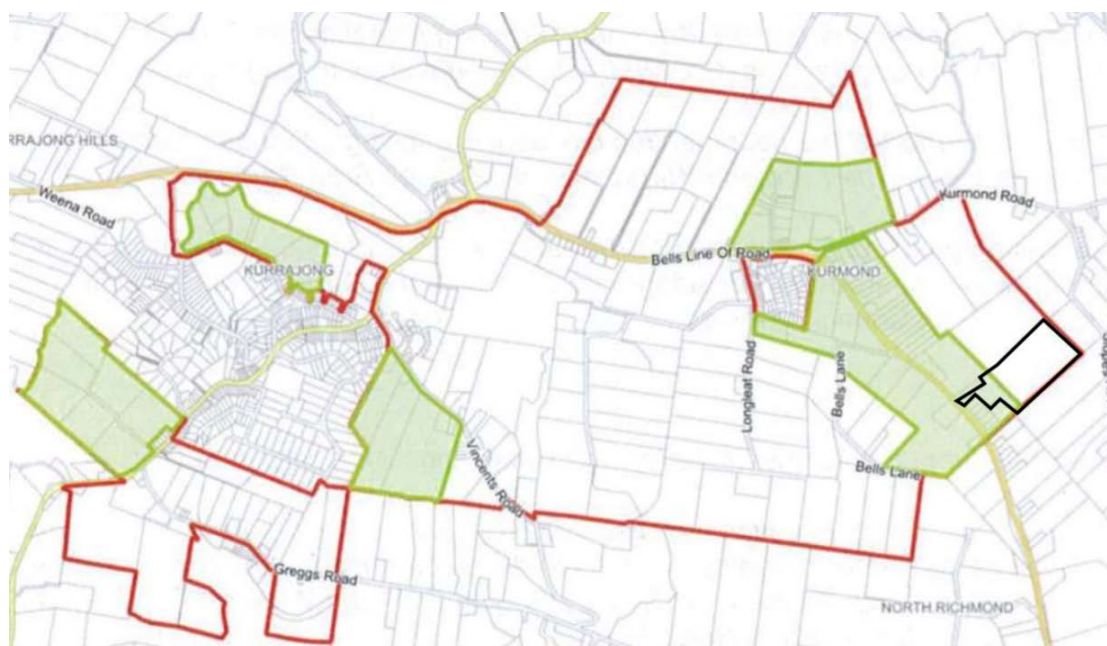 RRAJONG HILLS
Weena Road
Kurmond Road
Bells Line Of Road
KURRAJONG
KURMOND
Longleat Road
Bells Lane
Vincents Road
Bells Lane
Greggs Road
NORTH RICHMOND